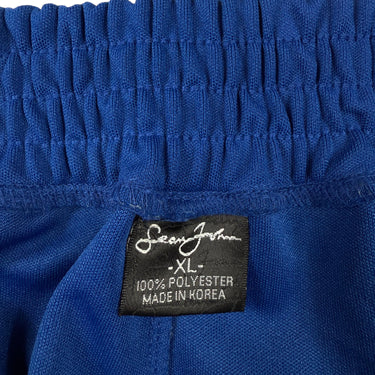 Sean John
-XL-
100% POLYESTER
MADE IN KOREA